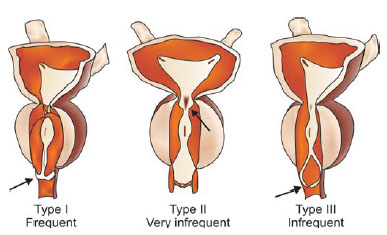 Type I
Frequent
Type II
Very infrequent
Type III
Infrequent